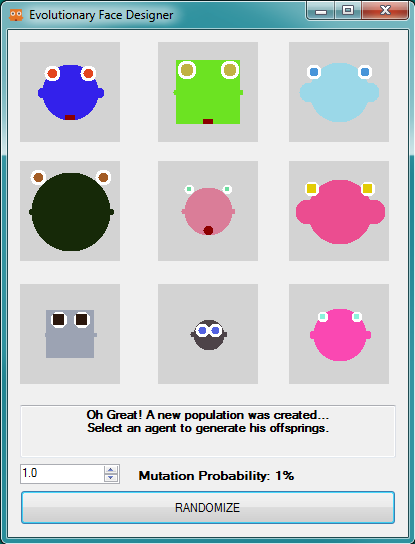 Evolutionary Face Designer
Oh Great! A new population was created...
Select an agent to generate his offsprings.
1.0
Mutation Probability: 1%
RANDOMIZE